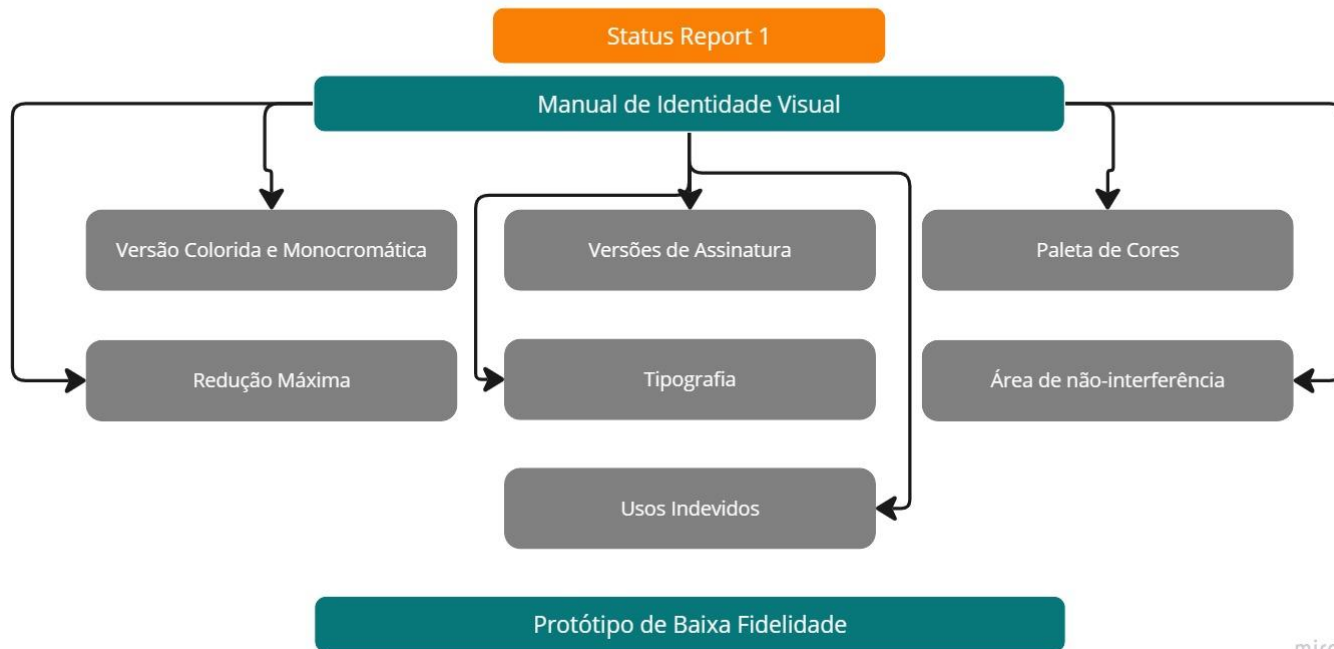 Status Report 1
Manual de Identidade Visual
Versão Colorida e Monocromática
Versões de Assinatura
Paleta de Cores
Redução Máxima
Tipografia
Área de não-interferência
Usos Indevidos
Protótipo de Baixa Fidelidade